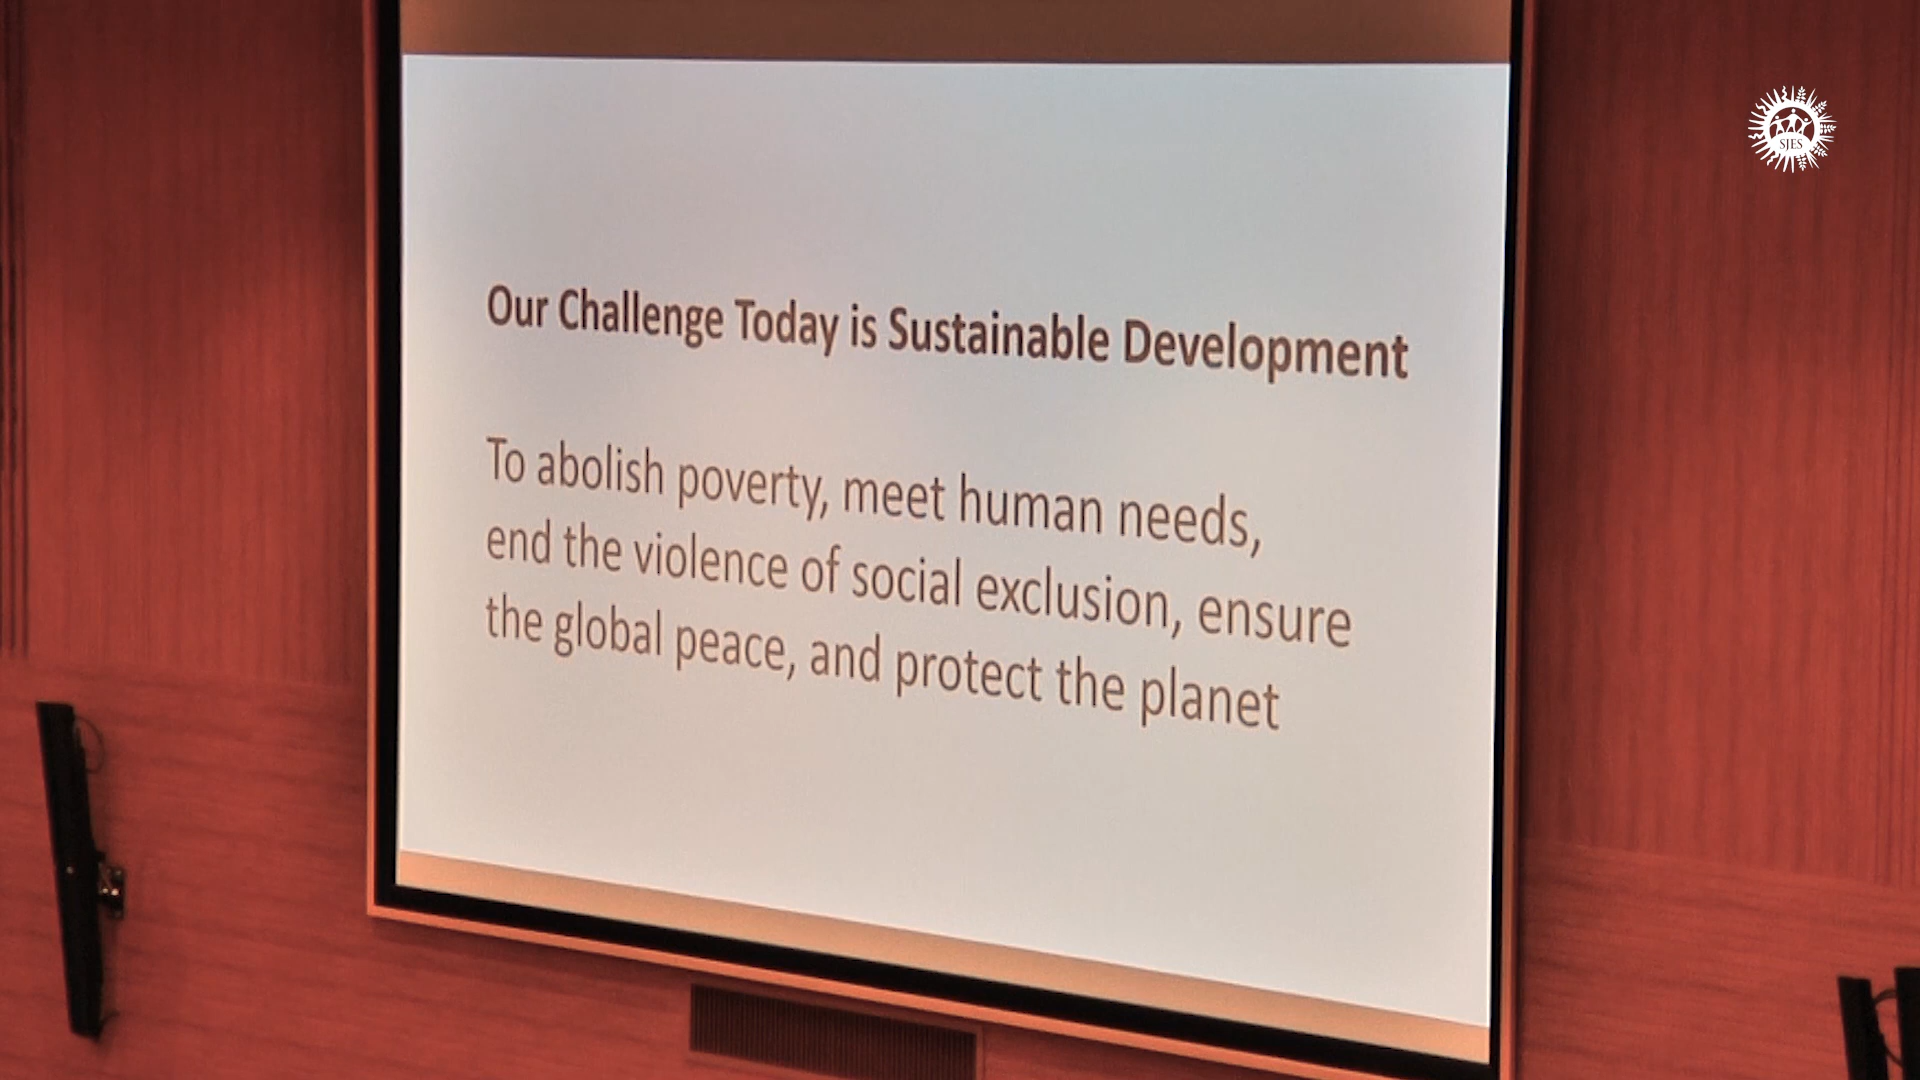 SJES
Our Challenge Today is Sustainable Development
To abolish poverty, meet human needs,
end the violence of social exclusion, ensure
the global peace, and protect the planet